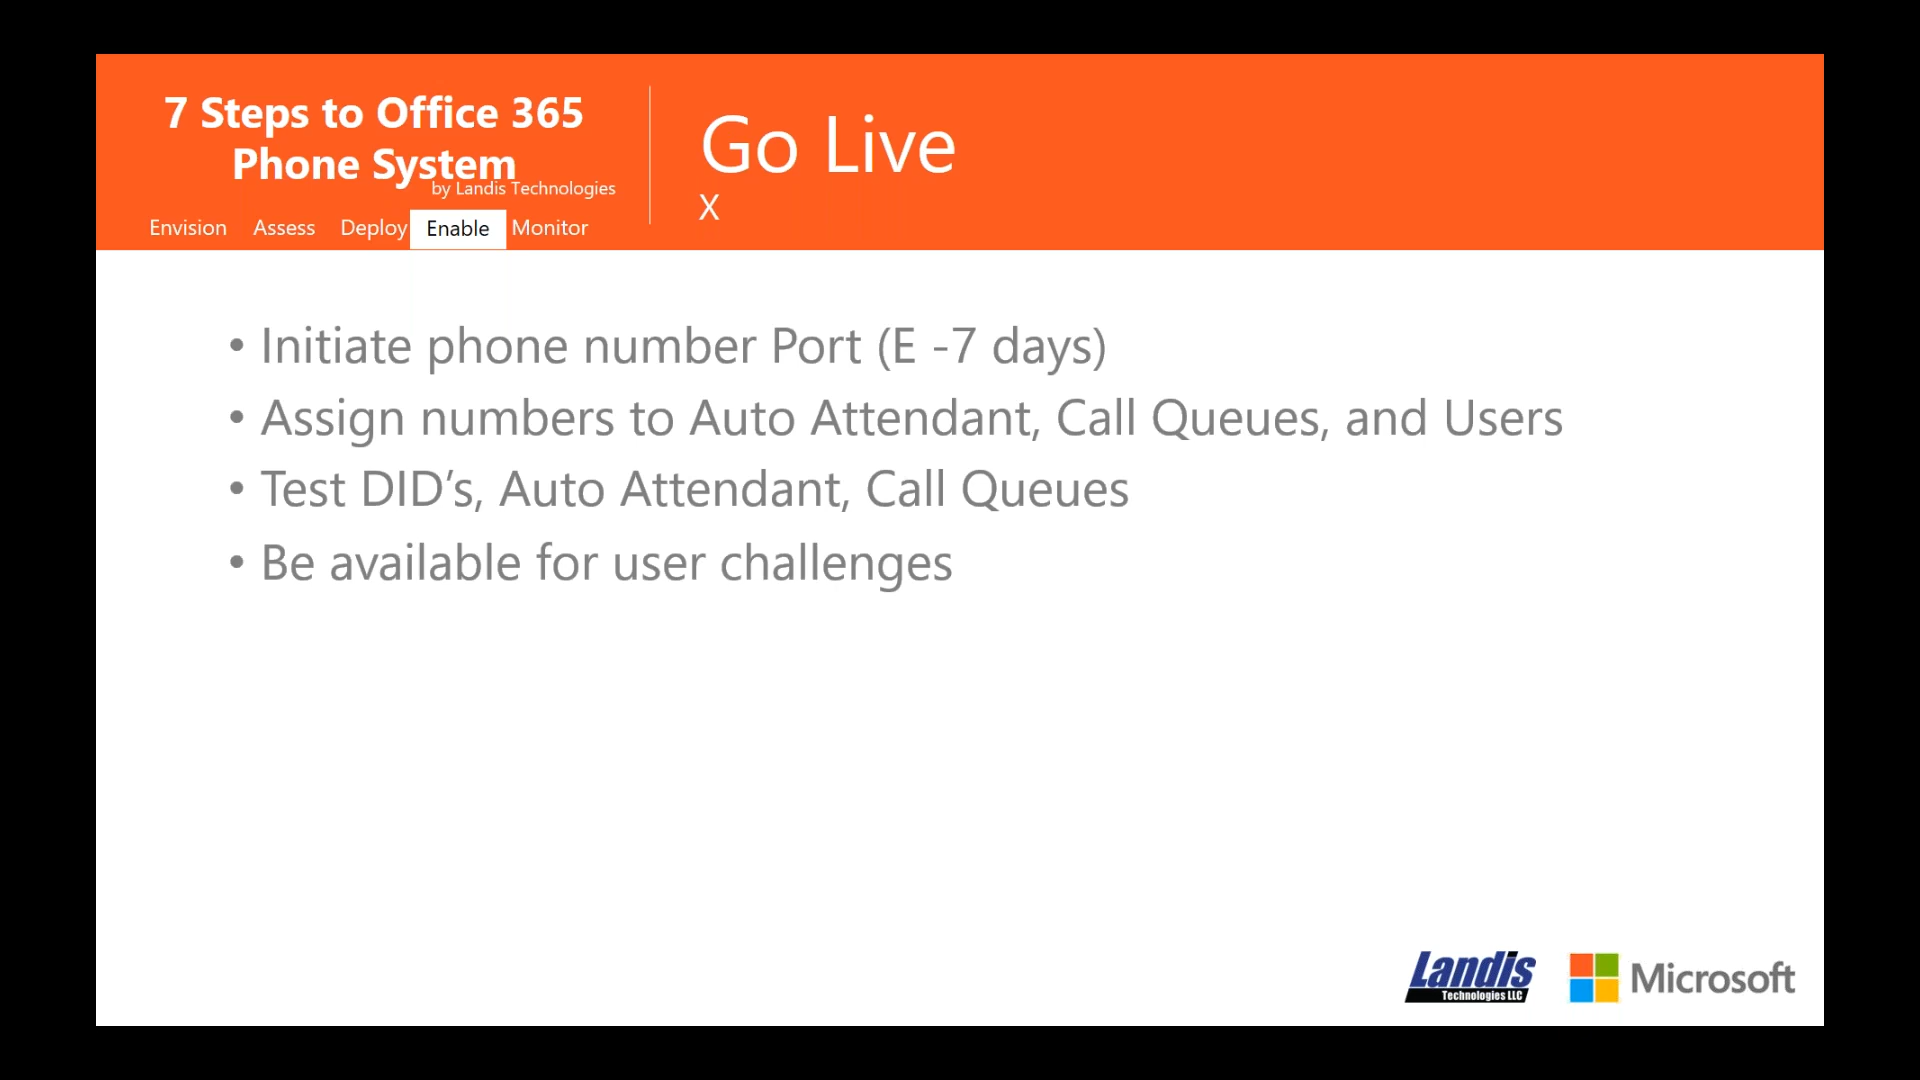 7 Steps to Office 365
Phone System
by Landis Technologies
Envision Assess Deploy Enable Monitor
Go Live
X
• Initiate phone number Port (E -7 days)
• Assign numbers to Auto Attendant, Call Queues, and Users
• Test DID’s, Auto Attendant, Call Queues
• Be available for user challenges
Landis
Technologies LLC
Microsoft